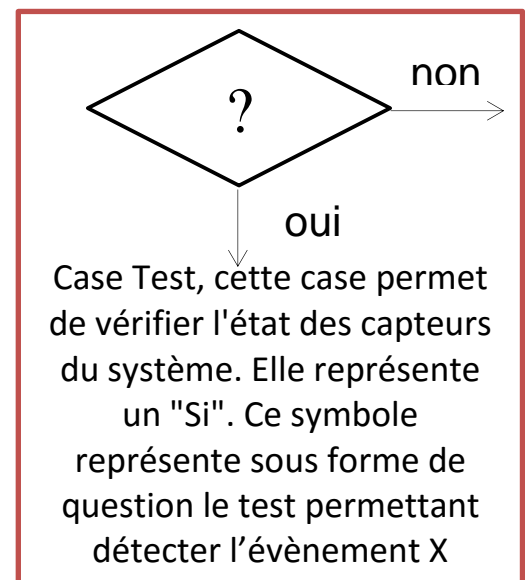 non
?
oui
Case Test, cette case permet
de vérifier l'état des capteurs
du système. Elle représente
un "Si". Ce symbole
représente sous forme de
question le test permettant
détecter l’évènement X